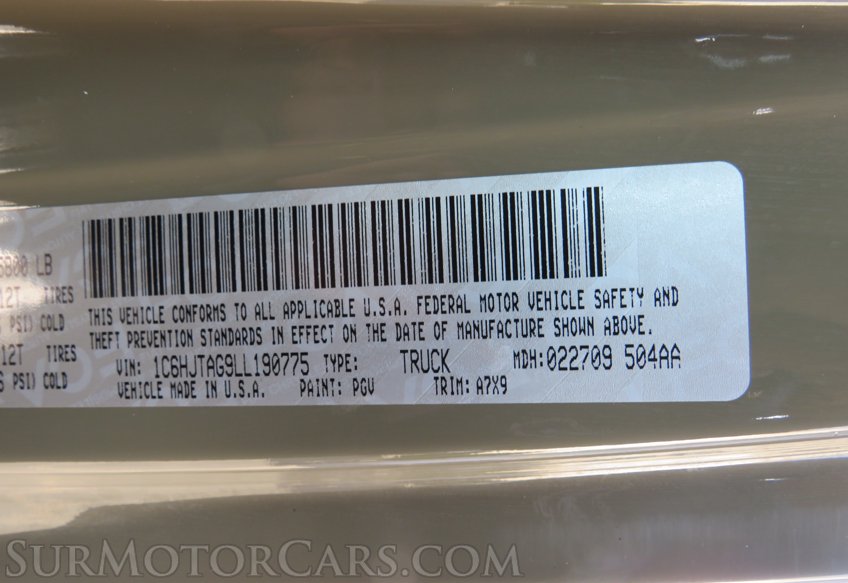 6800 LB
12T TIRES
PSI) COLD
12T TIRES
PSI) COLD
THIS VEHICLE CONFORMS TO ALL APPLICABLE U.S.A. FEDERAL MOTOR VEHICLE SAFETY AND
THEFT PREVENTION STANDARDS IN EFFECT ON THE DATE OF MANUFACTURE SHOWN ABOVE.
VIN: 1C6HJTAG9LL190775 TYPE: TRUCK MDH: 022709 504AA
VEHICLE MADE IN U.S.A. PAINT: PGV TRIM: A7X9
SURMOTORCARS.COM